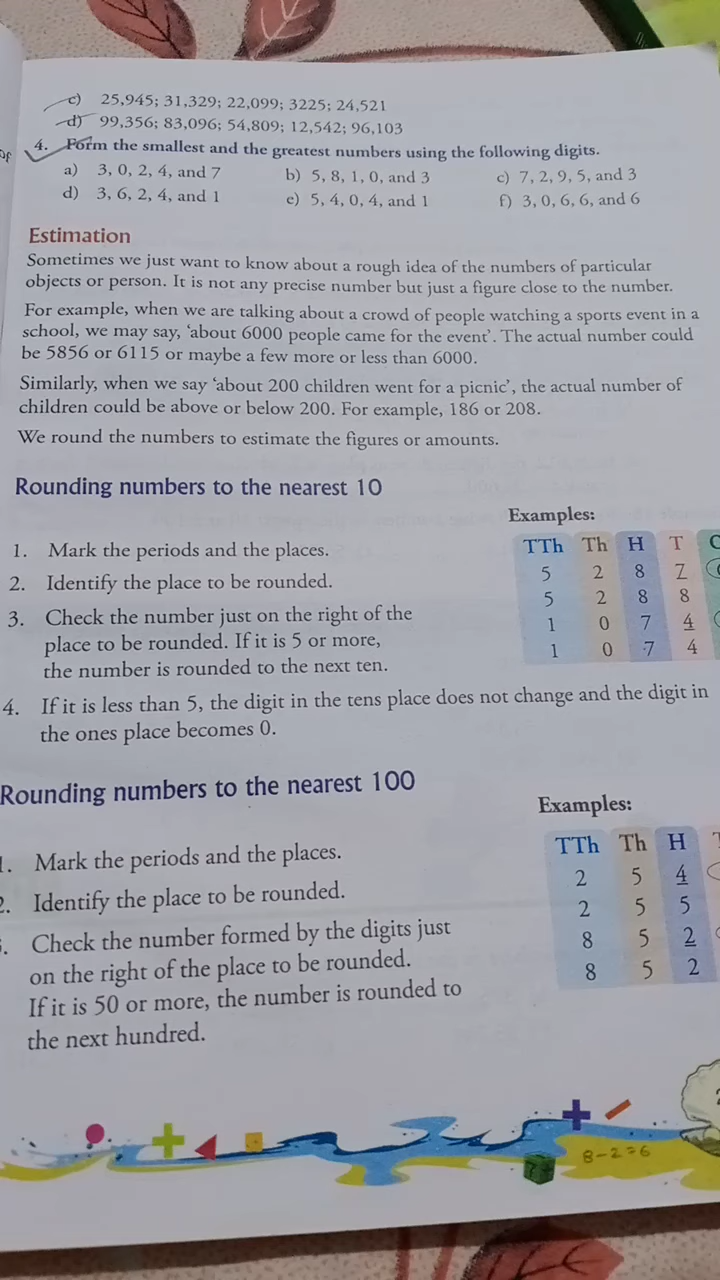 c) 25,945; 31,329; 22,099; 3225; 24,521
d) 99,356; 83,096; 54,809; 12,542; 96,103
4. Form the smallest and the greatest numbers using the following digits.
a) 3, 0, 2, 4, and 7 b) 5, 8, 1, 0, and 3 c) 7, 2, 9, 5, and 3
d) 3, 6, 2, 4, and 1 e) 5, 4, 0, 4, and 1 f) 3, 0, 6, 6, and 6
Estimation
Sometimes we just want to know about a rough idea of the numbers of particular
objects or person. It is not any precise number but just a figure close to the number.
For example, when we are talking about a crowd of people watching a sports event in a
school, we may say, ‘about 6000 people came for the event’. The actual number could
be 5856 or 6115 or maybe a few more or less than 6000.
Similarly, when we say ‘about 200 children went for a picnic’, the actual number of
children could be above or below 200. For example, 186 or 208.
We round the numbers to estimate the figures or amounts.
Rounding numbers to the nearest 10
Examples:
1. Mark the periods and the places.
2. Identify the place to be rounded.
3. Check the number just on the right of the
place to be rounded. If it is 5 or more,
the number is rounded to the next ten.
TTh Th H T
5 2 8 7
5 2 8 8
1 0 7 4
1 0 7 4
4. If it is less than 5, the digit in the tens place does not change and the digit in
the ones place becomes 0.
Rounding numbers to the nearest 100
Examples:
. Mark the periods and the places.
. Identify the place to be rounded.
. Check the number formed by the digits just
on the right of the place to be rounded.
If it is 50 or more, the number is rounded to
the next hundred.
TTh Th H
2 5 4
2 5 5
8 5 2
8 5 2
8-2=6